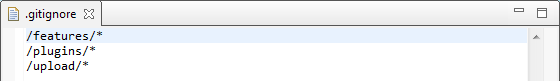 .gitignore
/features/*
/plugins/*
/upload/*